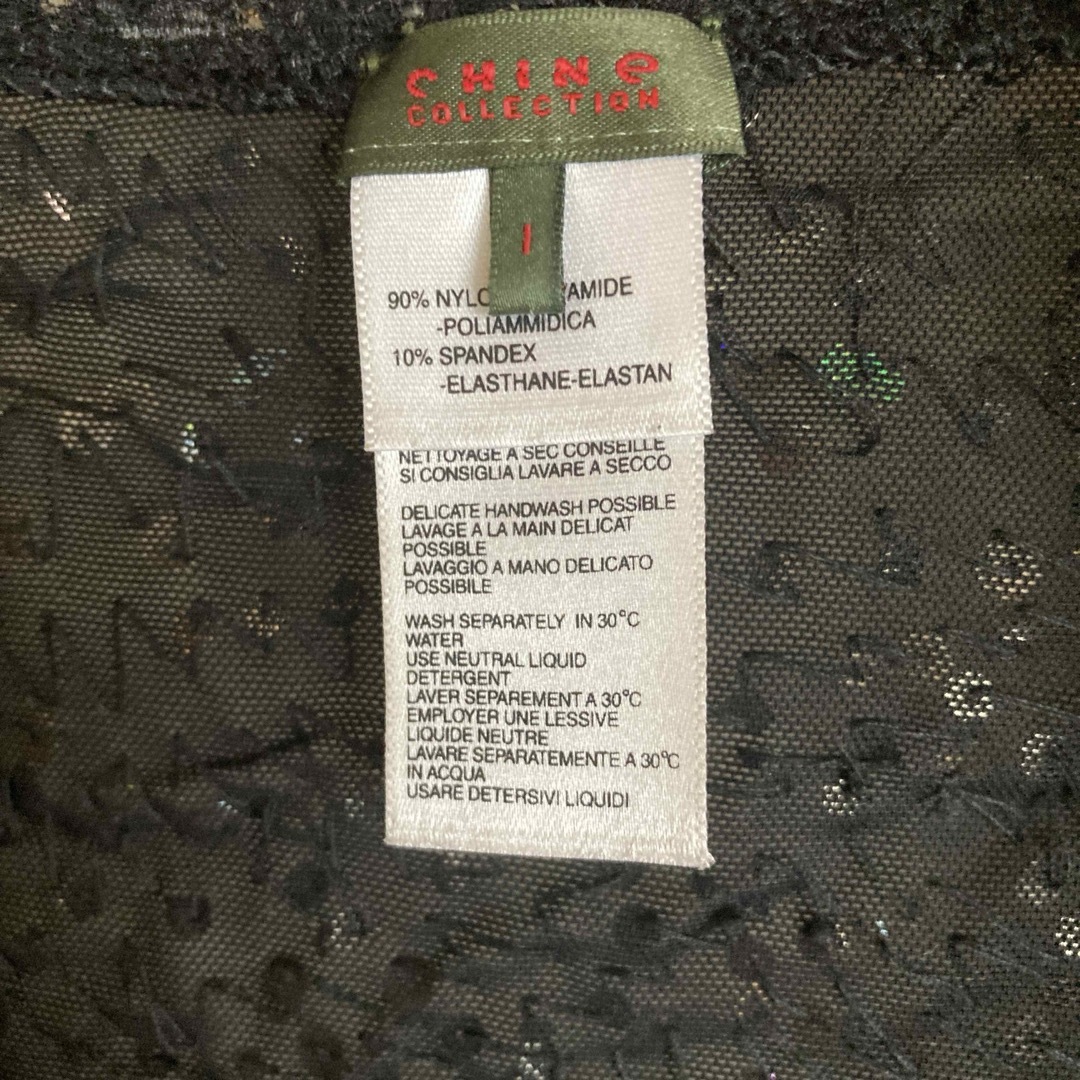 CHINE
COLLECTION
I
90% NYLO YAMIDE
-POLIAMMIDICA
10% SPANDEX
-ELASTHANE-ELASTAN
NETTOYAGE A SEC CONSEILLE
SI CONSIGLIA LAVARE A SECCO
DELICATE HANDWASH POSSIBLE
LAVAGE A LA MAIN DELICAT
POSSIBLE
LAVAGGIO A MANO DELICATO
POSSIBILE
WASH SEPARATELY IN 30°C
WATER
USE NEUTRAL LIQUID
DETERGENT
LAVER SEPAREMENT A 30°C
EMPLOYER UNE LESSIVE
LIQUIDE NEUTRE
LAVARE SEPARATEMENTE A 30°C
IN ACQUA
USARE DETERSIVI LIQUIDI